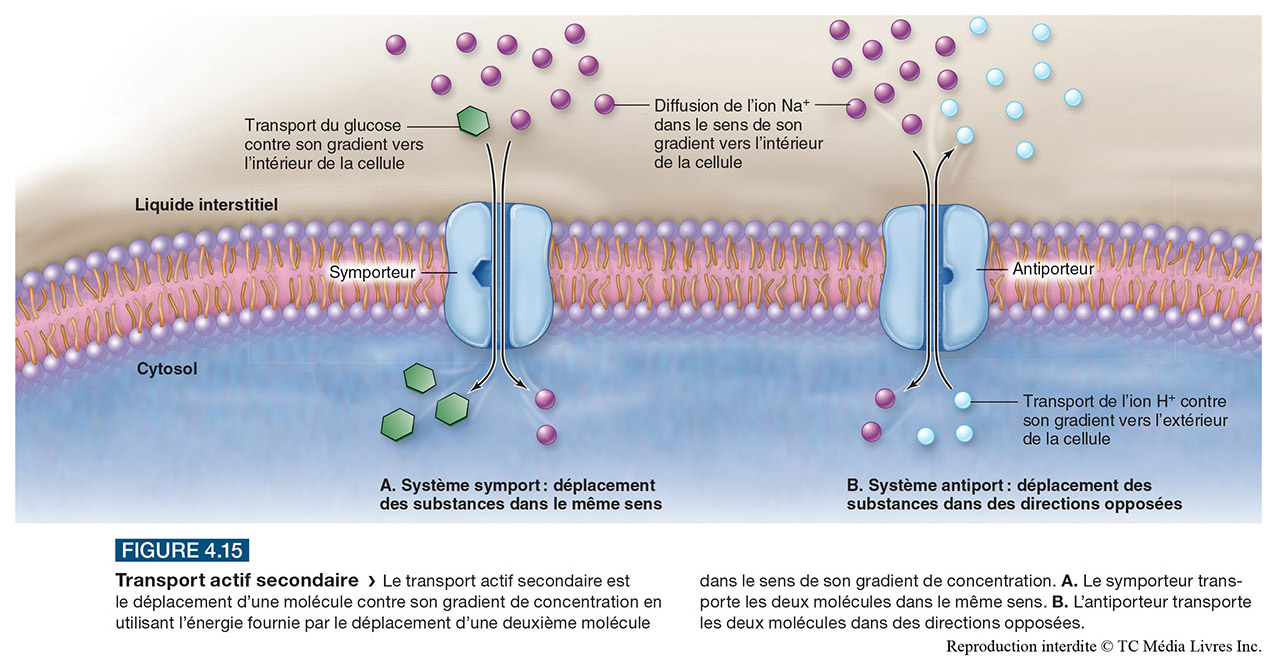 Transport du glucose
contre son gradient vers
l'intérieur de la cellule
Diffusion de l'ion Na⁺
dans le sens de son
gradient vers l'intérieur
de la cellule
Liquide interstitiel
Symporteur
Antiporteur
Cytosol
Transport de l'ion H⁺ contre
son gradient vers l'extérieur
de la cellule
A. Système symport : déplacement
des substances dans le même sens
B. Système antiport : déplacement des
substances dans des directions opposées
FIGURE 4.15
Transport actif secondaire › Le transport actif secondaire est
le déplacement d'une molécule contre son gradient de concentration en
utilisant l'énergie fournie par le déplacement d'une deuxième molécule
dans le sens de son gradient de concentration. A. Le symporteur trans-
porte les deux molécules dans le même sens. B. L'antiporteur transporte
les deux molécules dans des directions opposées.
Reproduction interdite © TC Média Livres Inc.